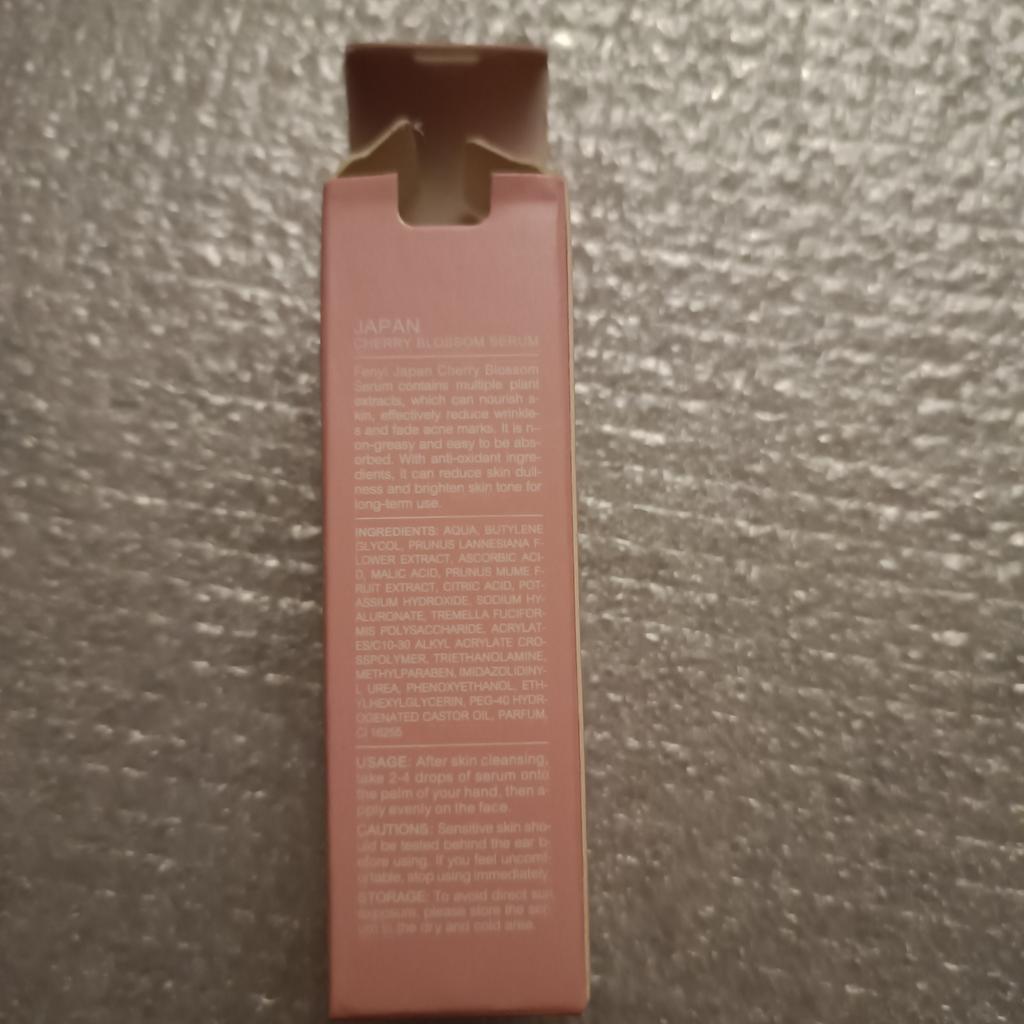 JAPAN
CHERRY BLOSSOM SERUM
Fenyi Japan Cherry Blossom
Serum contains multiple plant
extracts, which can nourish s-
kin, effectively reduce wrinkle-
s and fade acne marks. It is n-
on-greasy and easy to be abs-
orbed. With anti-oxidant ingre-
dients, it can reduce skin dull-
ness and brighten skin tone for
long-term use.
INGREDIENTS: AQUA, BUTYLENE
GLYCOL, PRUNUS LANNESIANA F-
LOWER EXTRACT, ASCORBIC ACI-
D, MALIC ACID, PRUNUS MUME F-
RUIT EXTRACT, CITRIC ACID, POT-
ASSIUM HYDROXIDE, SODIUM HY-
ALURONATE, TREMELLA FUCIFOR-
MIS POLYSACCHARIDE, ACRYLAT-
ES/C10-30 ALKYL ACRYLATE CRO-
SSPOLYMER, TRIETHANOLAMINE,
METHYLPARABEN, IMIDAZOLIDINY-
L UREA, PHENOXYETHANOL, ETH-
YLHEXYLGLYCERIN, PEG-40 HYDR-
OGENATED CASTOR OIL, PARFUM,
CI 16255
USAGE: After skin cleansing,
take 2-4 drops of serum onto
the palm of your hand, then a-
pply evenly on the face.
CAUTIONS: Sensitive skin sho-
uld be tested behind the ear b-
efore using. If you feel uncomf-
ortable, stop using immediately.
STORAGE: To avoid direct sun
exposure, please store the ser-
um in the dry and cold area.